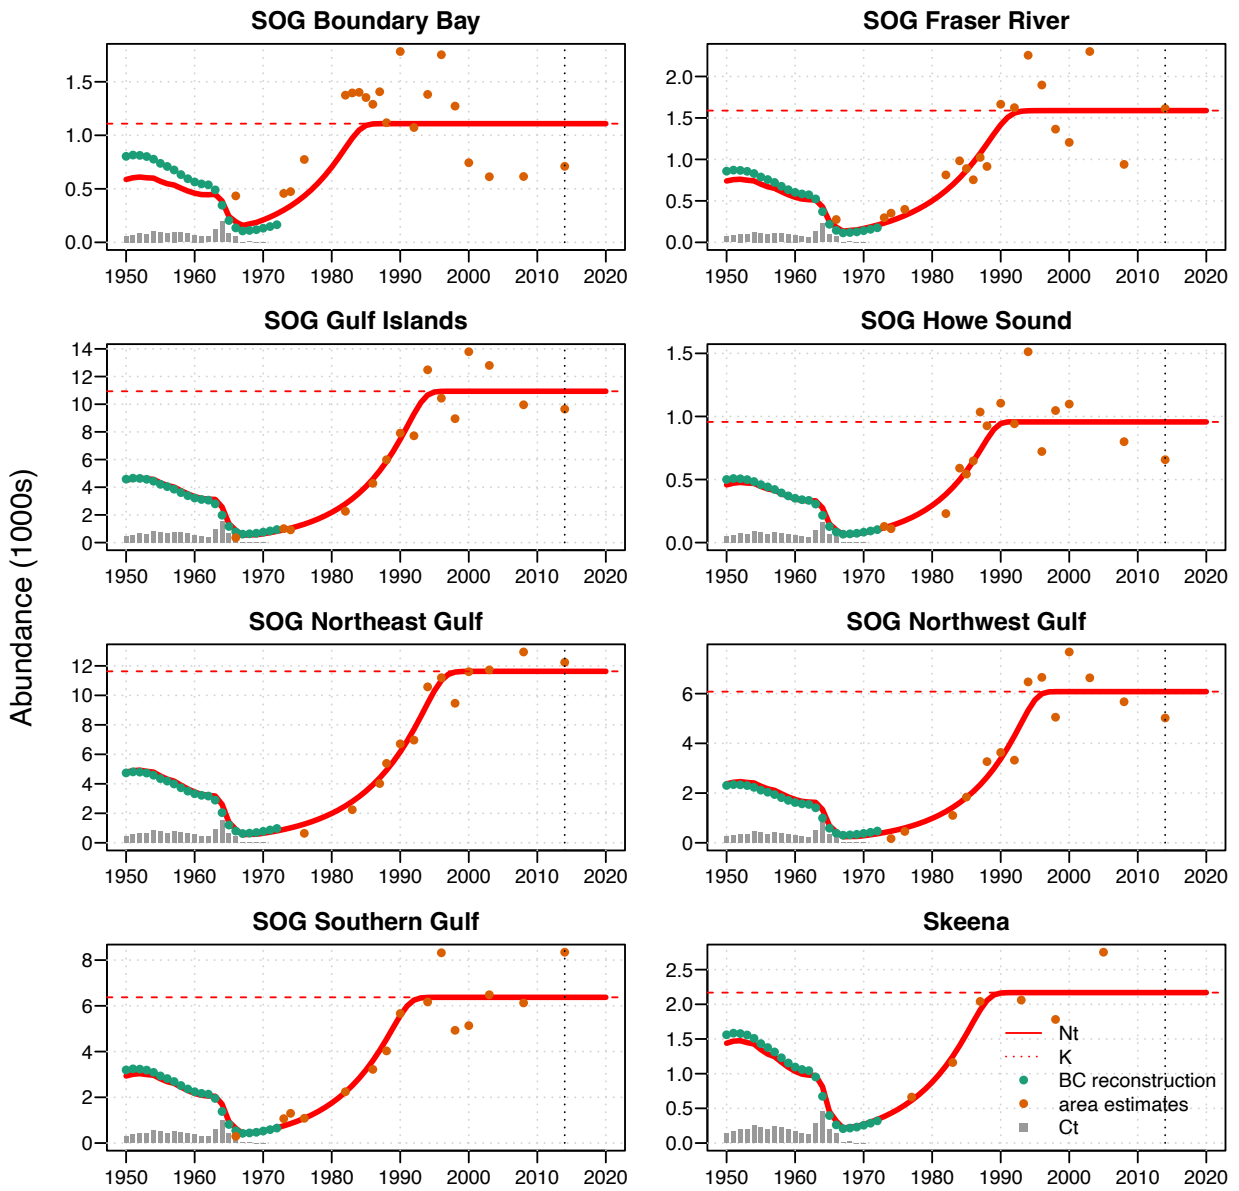 SOG Boundary Bay
0.0 0.5 1.0 1.5
1950 1960 1970 1980 1990 2000 2010 2020
SOG Fraser River
0.0 0.5 1.0 1.5 2.0
1950 1960 1970 1980 1990 2000 2010 2020
SOG Gulf Islands
0 2 4 6 8 10 12 14
1950 1960 1970 1980 1990 2000 2010 2020
SOG Howe Sound
0.0 0.5 1.0 1.5
1950 1960 1970 1980 1990 2000 2010 2020
Abundance (1000s)
SOG Northeast Gulf
0 2 4 6 8 10 12
1950 1960 1970 1980 1990 2000 2010 2020
SOG Northwest Gulf
0 2 4 6
1950 1960 1970 1980 1990 2000 2010 2020
SOG Southern Gulf
0 2 4 6 8
1950 1960 1970 1980 1990 2000 2010 2020
Skeena
0.0 0.5 1.0 1.5 2.0 2.5
Nt
K
BC reconstruction
area estimates
Ct
1950 1960 1970 1980 1990 2000 2010 2020